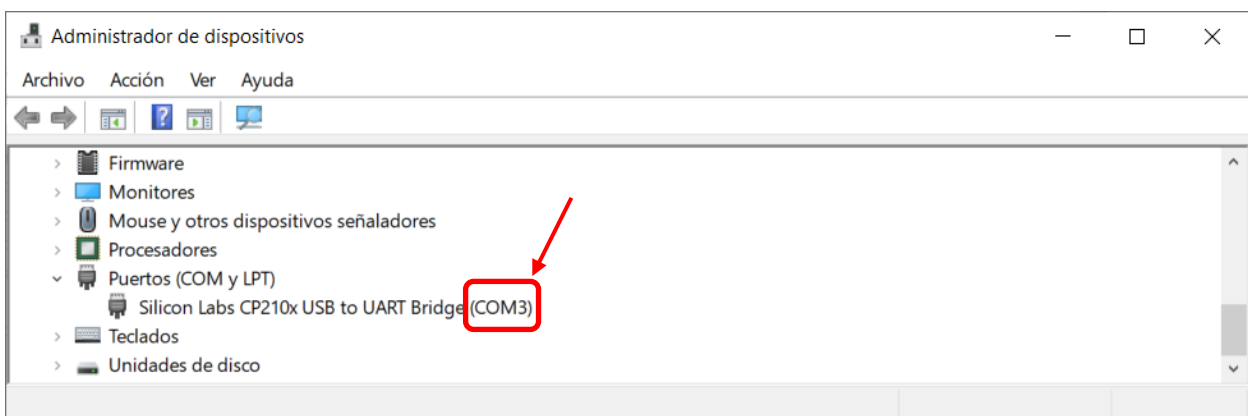 Administrador de dispositivos
Archivo Acción Ver Ayuda
?
Firmware
Monitores
Mouse y otros dispositivos señaladores
Procesadores
Puertos (COM y LPT)
Silicon Labs CP210x USB to UART Bridge (COM3)
Teclados
Unidades de disco